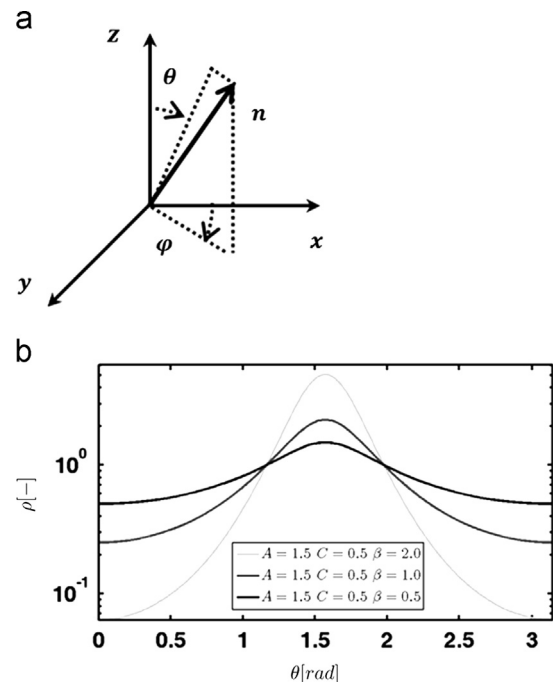 a
z
θ
n
φ
x
y
b
10⁰
10⁻¹
ρ[−]
A = 1.5 C = 0.5 β = 2.0
A = 1.5 C = 0.5 β = 1.0
A = 1.5 C = 0.5 β = 0.5
0 0.5 1 1.5 2 2.5 3
θ[rad]